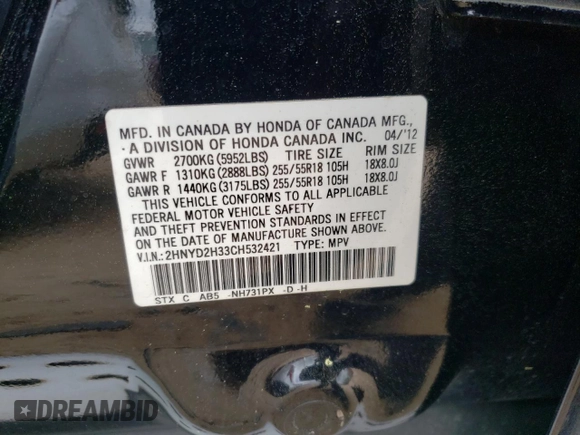 MFD. IN CANADA BY HONDA OF CANADA MFG.,
A DIVISION OF HONDA CANADA INC. 04/'12
GVWR 2700KG(5952LBS) TIRE SIZE RIM SIZE
GAWR F 1310KG(2888LBS) 255/55R18 105H 18X8.0J
GAWR R 1440KG(3175LBS) 255/55R18 105H 18X8.0J
THIS VEHICLE CONFORMS TO ALL APPLICABLE
FEDERAL MOTOR VEHICLE SAFETY
AND THEFT PREVENTION STANDARDS IN EFFECT
ON THE DATE OF MANUFACTURE SHOWN ABOVE.
V.I.N.: 2HNYD2H33CH532421 TYPE: MPV
STX C AB5 -NH731PX -D -H
DREAMBID